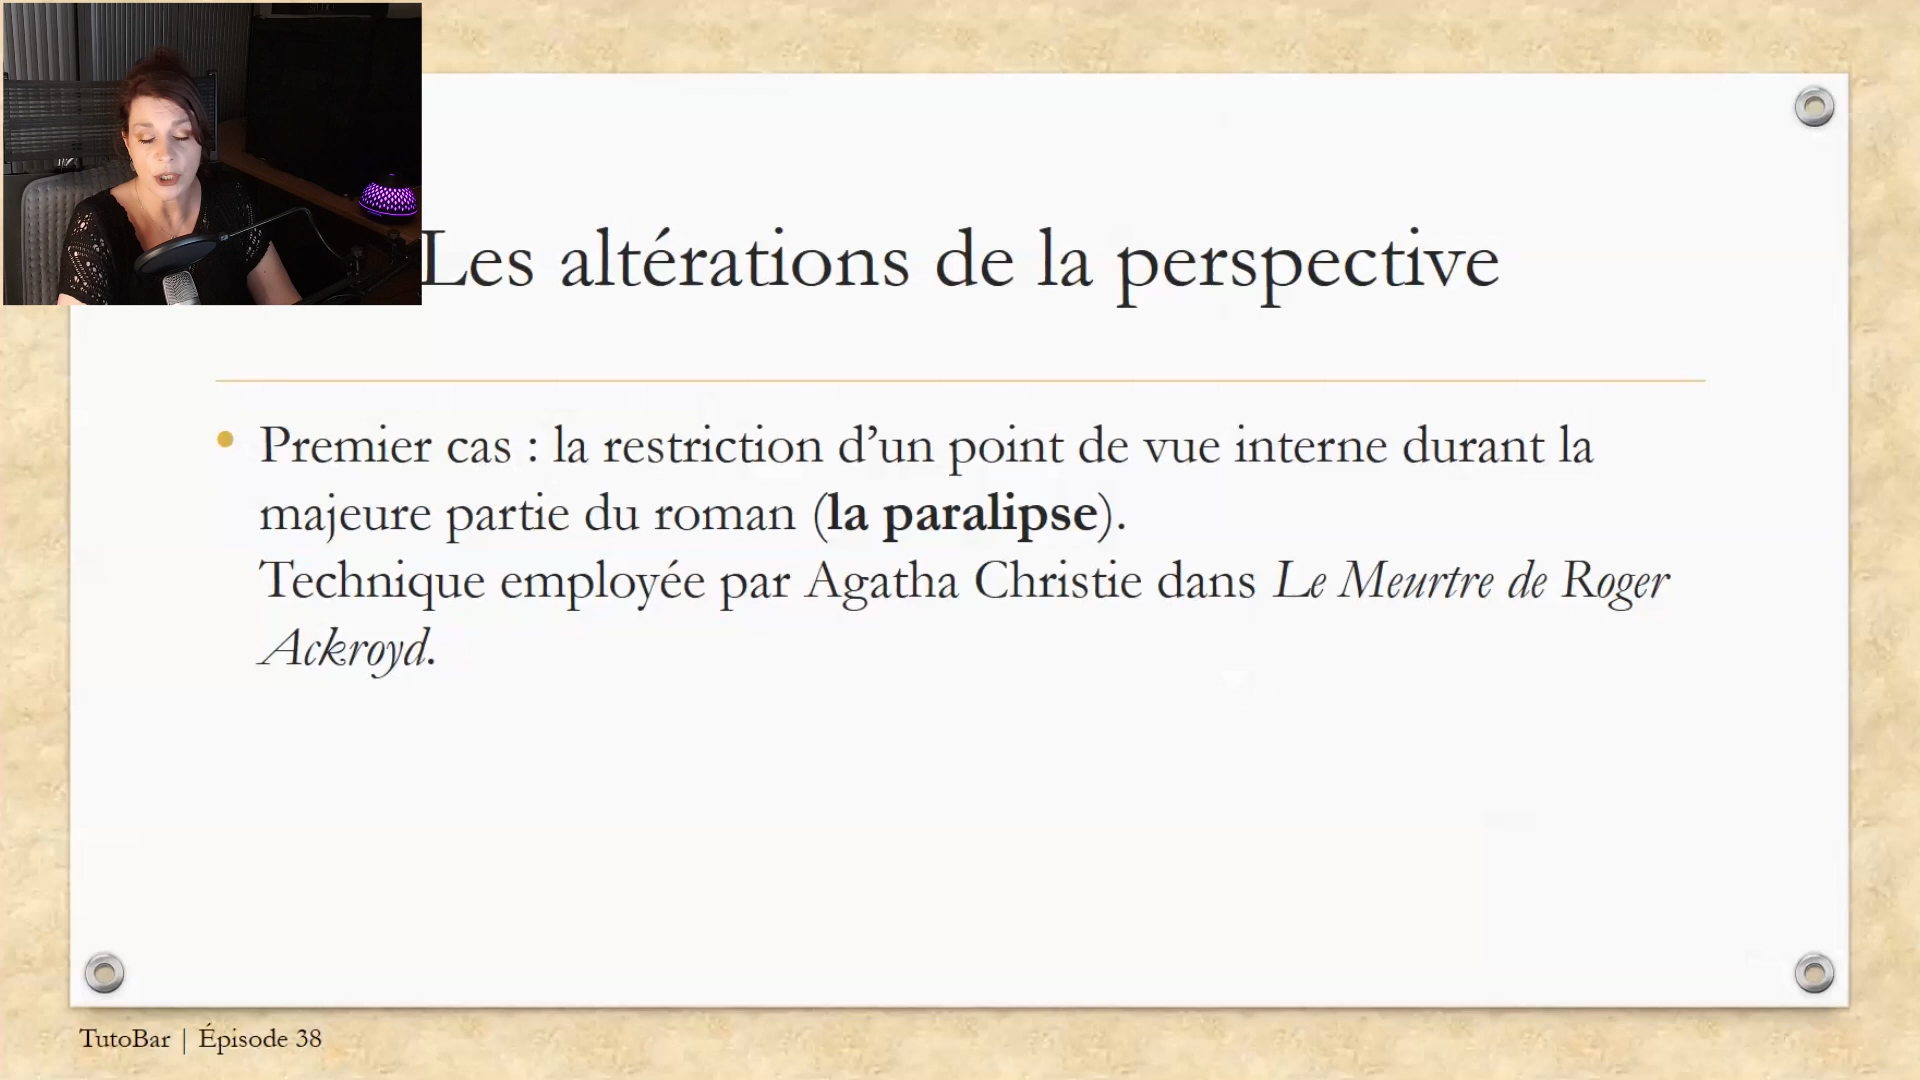 Les altérations de la perspective
Premier cas : la restriction d’un point de vue interne durant la
majeure partie du roman (la paralipse).
Technique employée par Agatha Christie dans Le Meurtre de Roger
Ackroyd.
TutoBar | Épisode 38